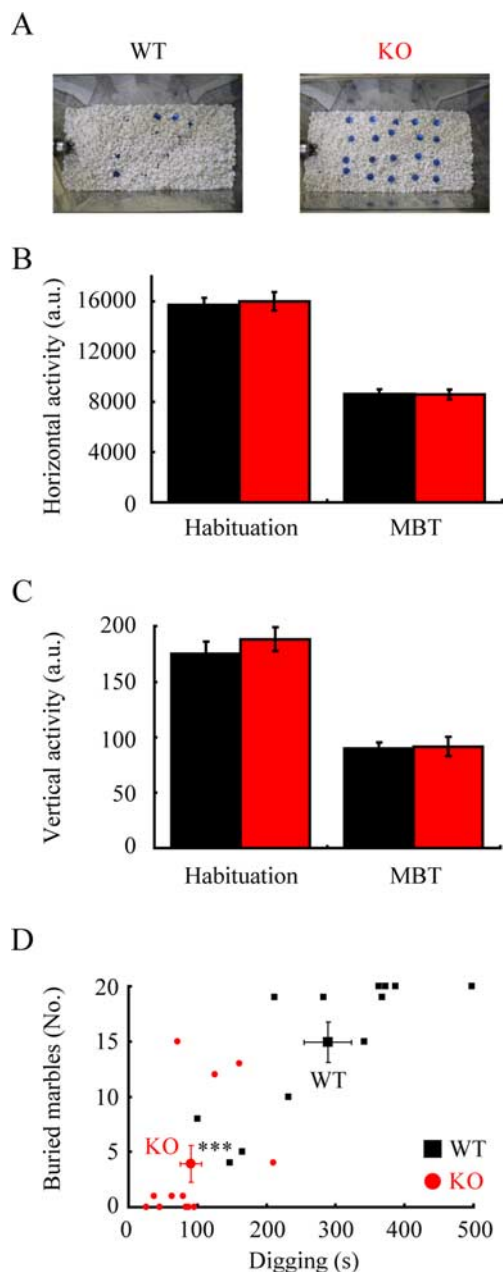 A
WT KO
B
Horizontal activity (a.u.)
16000
12000
8000
4000
0
Habituation MBT
C
Vertical activity (a.u.)
200
150
100
50
0
Habituation MBT
D
Buried marbles (No.)
20
15
10
5
0
WT
KO ***
WT
KO
0 100 200 300 400 500
Digging (s)